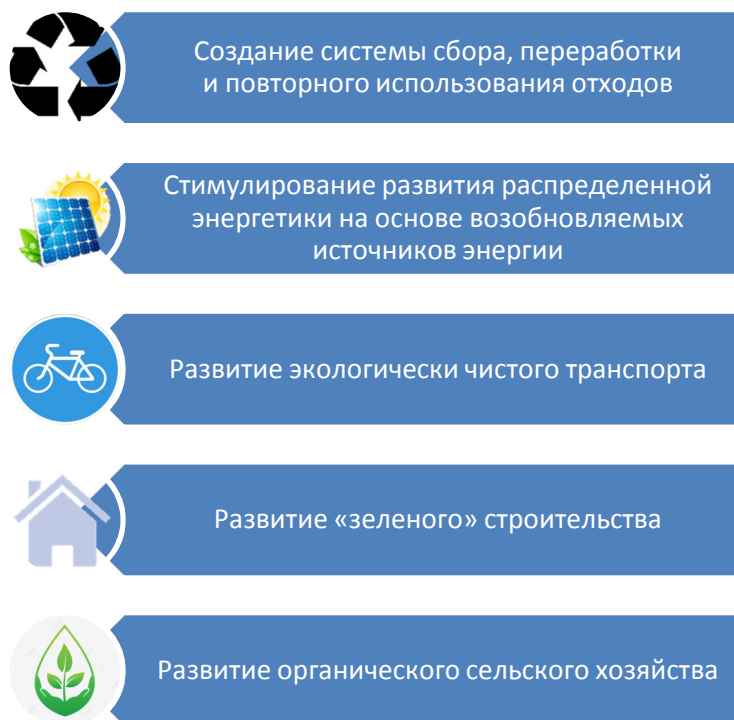 Создание системы сбора, переработки
и повторного использования отходов
Стимулирование развития распределенной
энергетики на основе возобновляемых
источников энергии
Развитие экологически чистого транспорта
Развитие «зеленого» строительства
Развитие органического сельского хозяйства